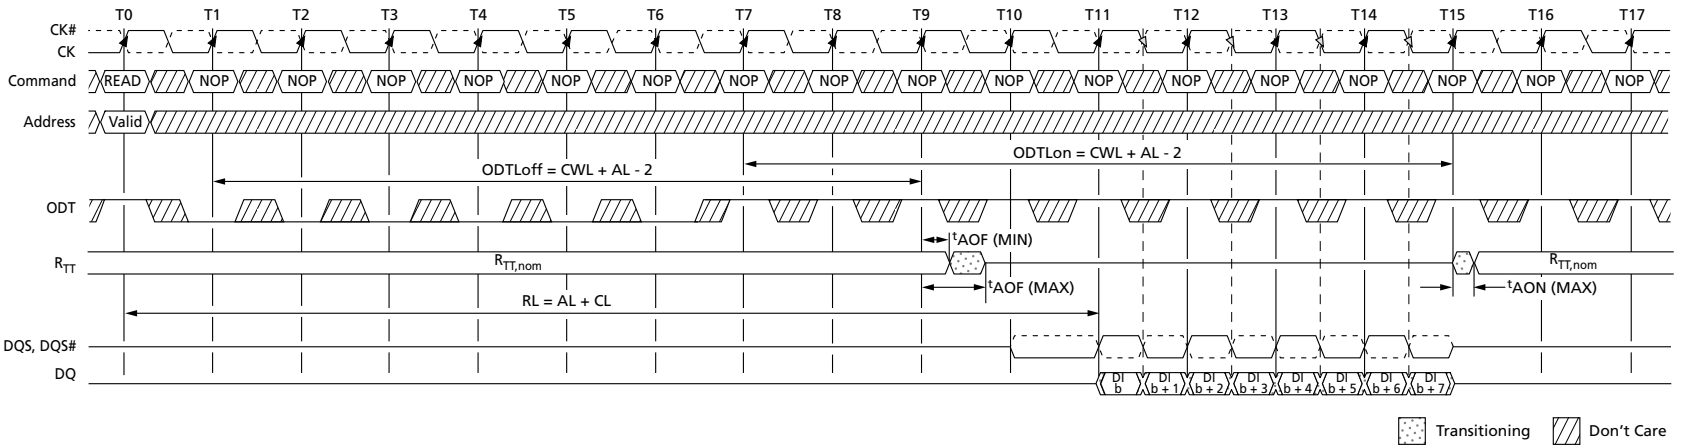 T0 T1 T2 T3 T4 T5 T6 T7 T8 T9 T10 T11 T12 T13 T14 T15 T16 T17
CK#
CK
Command READ NOP NOP NOP NOP NOP NOP NOP NOP NOP NOP NOP NOP NOP NOP NOP NOP NOP
Address Valid
ODTLon = CWL + AL - 2
ODTLoff = CWL + AL - 2
ODT
tAOF (MIN)
RTT RTT,nom RTT,nom
tAOF (MAX) tAON (MAX)
RL = AL + CL
DQS, DQS#
DQ
DI DI DI DI DI DI DI DI
b b + 1 b + 2 b + 3 b + 4 b + 5 b + 6 b + 7
Transitioning Don't Care